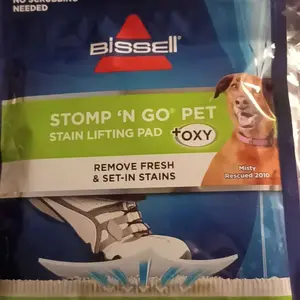 NO SCRUBBING
NEEDED
BISSELL
STOMP 'N GO® PET
STAIN LIFTING PAD +OXY
REMOVE FRESH
& SET-IN STAINS
Misty
Rescued 2010